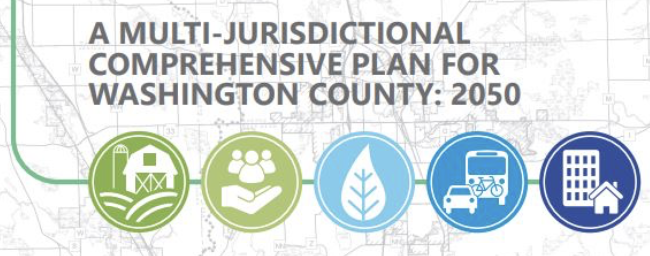 A MULTI-JURISDICTIONAL
COMPREHENSIVE PLAN FOR
WASHINGTON COUNTY: 2050